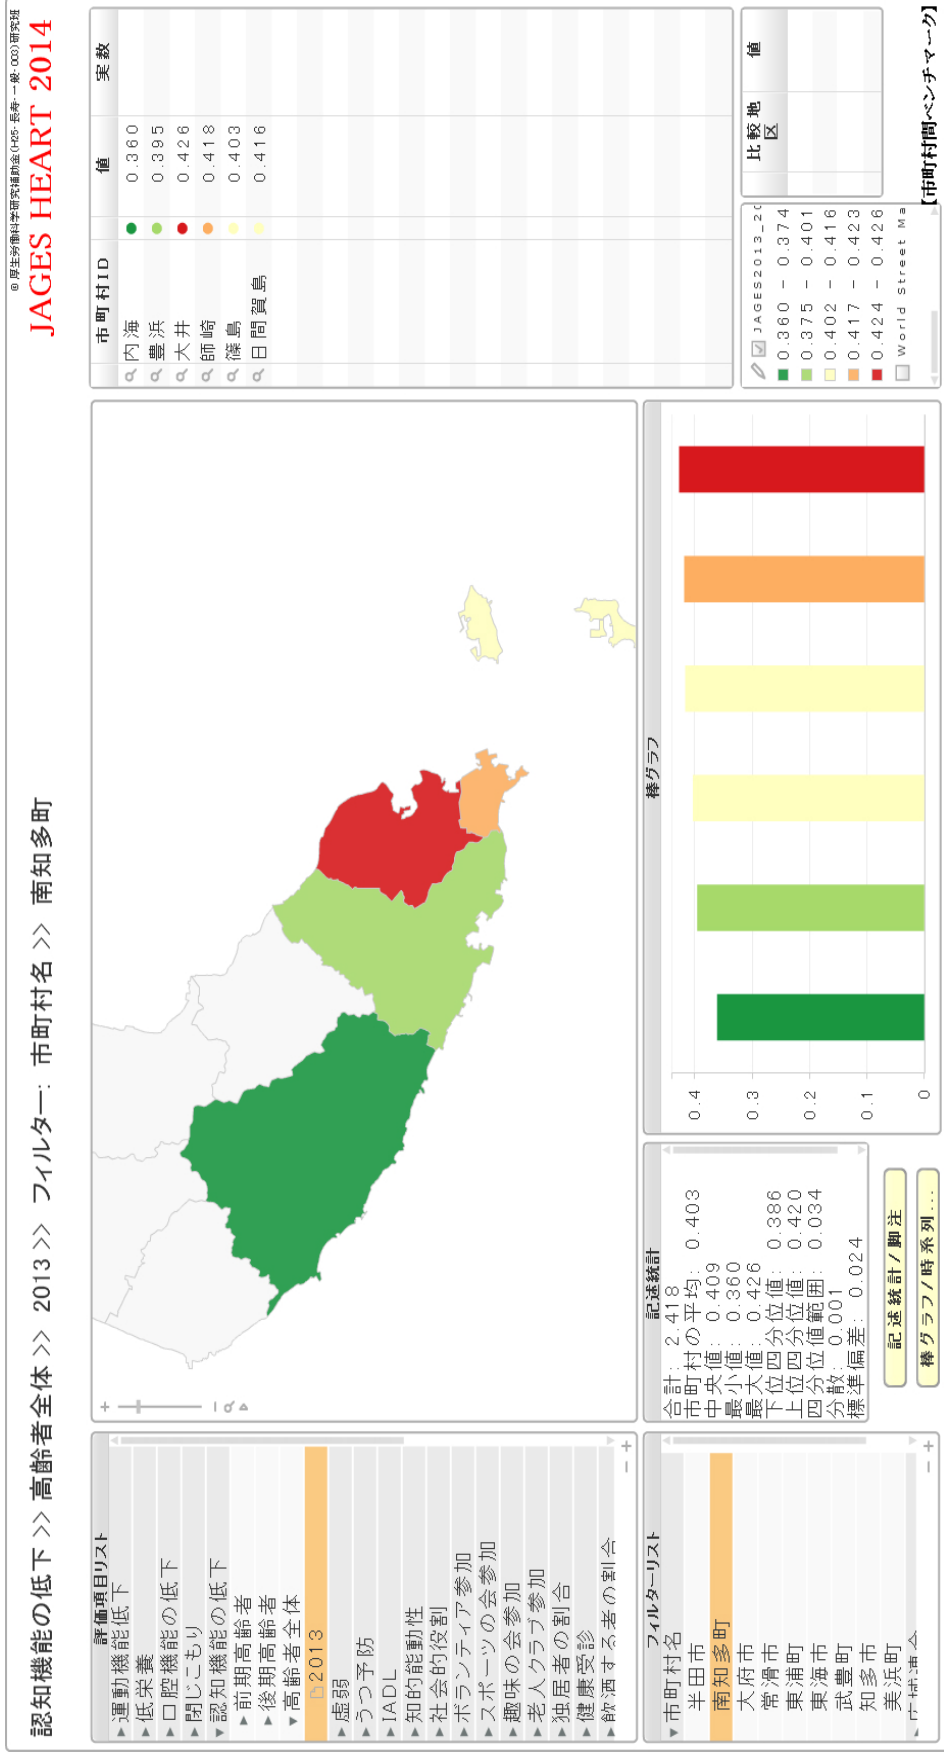 認知機能の低下 >> 高齢者全体 >> 2013 >> フィルター: 市町村名 >> 南知多町
©厚生労働科学研究補助金(H25-長寿-一般-003)研究班
JAGES HEART 2014
評価項目リスト
運動機能低下
低栄養
口腔機能の低下
閉じこもり
認知機能の低下
前期高齢者
後期高齢者
高齢者全体
2013
虚弱
うつ予防
IADL
知的能動性
社会的役割
ボランティア参加
スポーツの会参加
趣味の会参加
老人クラブ参加
独居者の割合
健康受診
飲酒する者の割合
フィルターリスト
市町村名
半田市
南知多町
大府市
常滑市
東浦町
東海市
武豊町
知多市
美浜町
記述統計
合計: 2.418
市町村の平均: 0.403
中央値: 0.409
最小値: 0.360
最大値: 0.426
下位四分位値: 0.386
上位四分位値: 0.420
四分位値範囲: 0.034
分散: 0.001
標準偏差: 0.024
記述統計/脚注
棒グラフ/時系列...
棒グラフ
0.4
0.3
0.2
0.1
0
市町村ID 値 実数
内海 0.360
豊浜 0.395
大井 0.426
師崎 0.418
篠島 0.403
日間賀島 0.416
JAGES2013_20
0.360 – 0.374
0.375 – 0.401
0.402 – 0.416
0.417 – 0.423
0.424 – 0.426
World Street Ma
比較地区 値
【市町村間ベンチマーク】